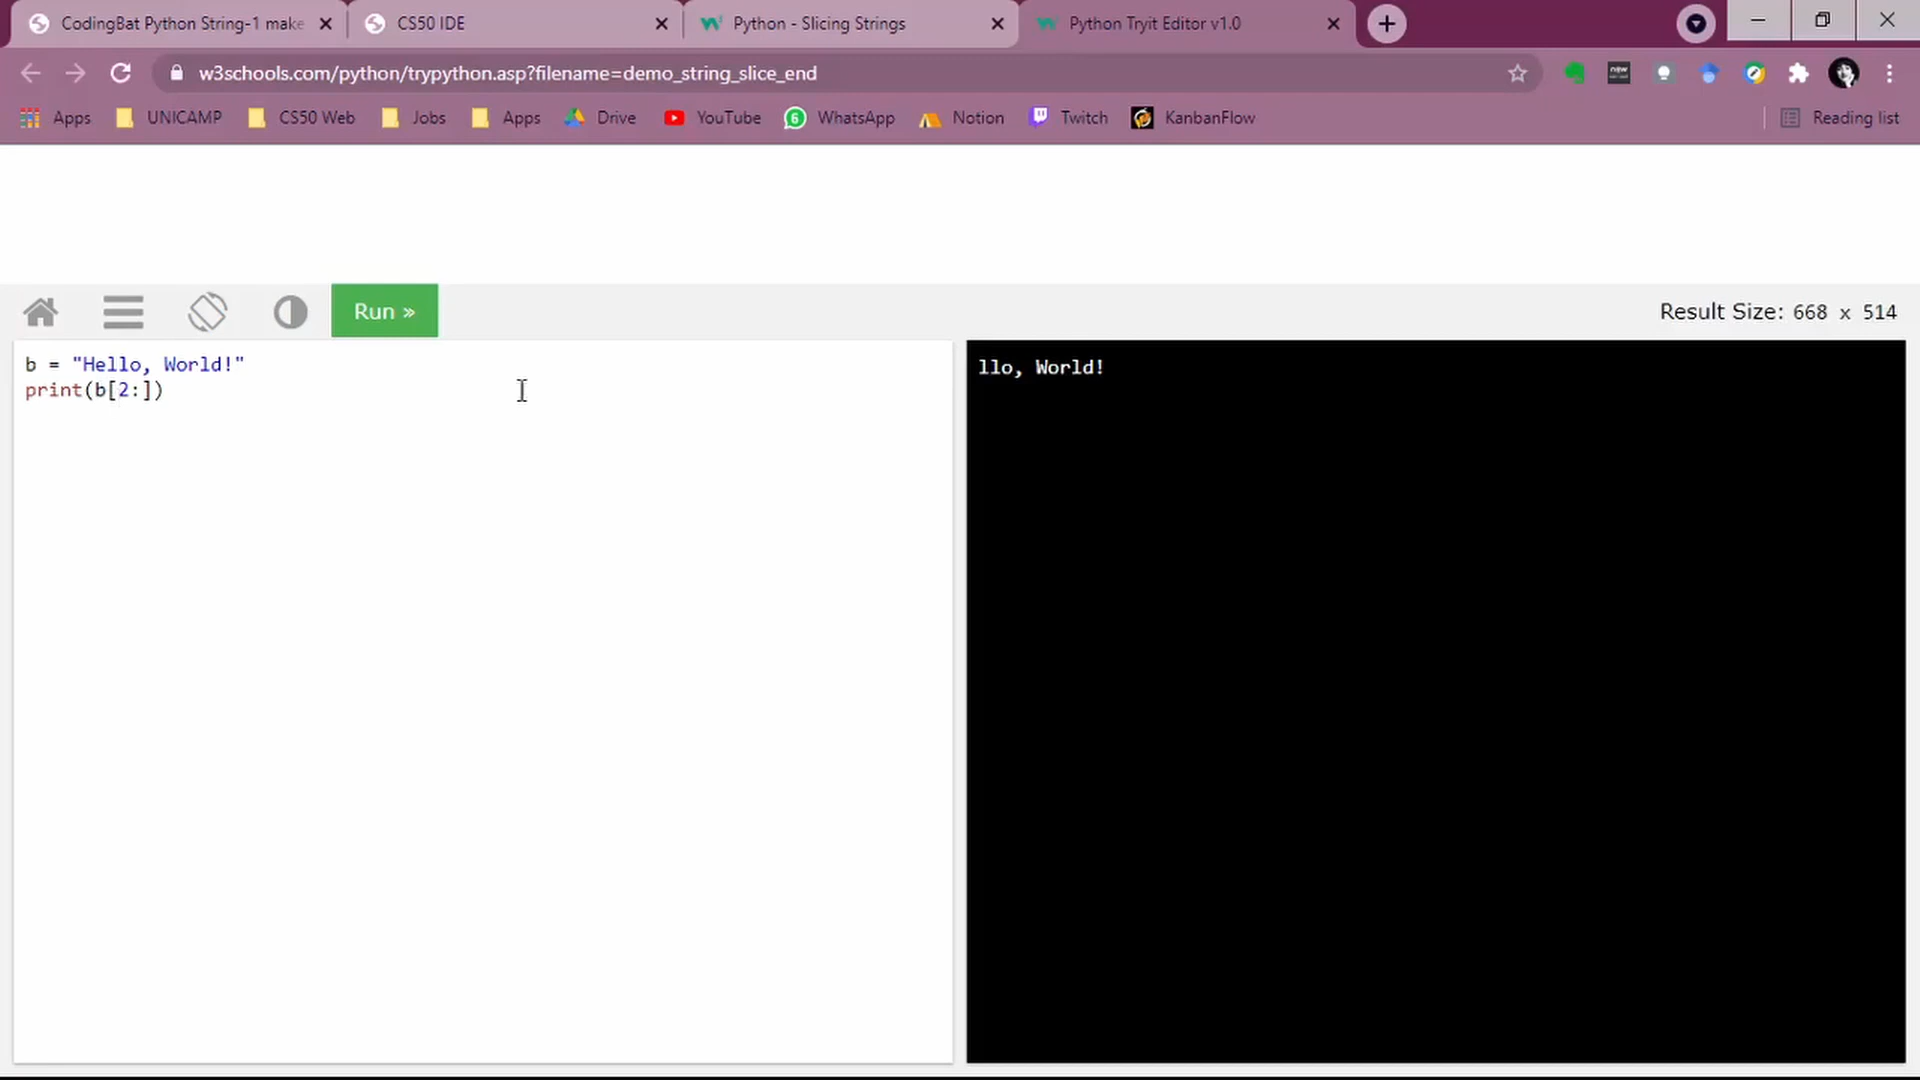 CodingBat Python String-1 make
CS50 IDE
Python - Slicing Strings
Python Tryit Editor v1.0
w3schools.com/python/trypython.asp?filename=demo_string_slice_end
Apps
UNICAMP
CS50 Web
Jobs
Apps
Drive
YouTube
6
WhatsApp
Notion
Twitch
KanbanFlow
Reading list
Run »
Result Size: 668 x 514
b = "Hello, World!"
print(b[2:])
llo, World!